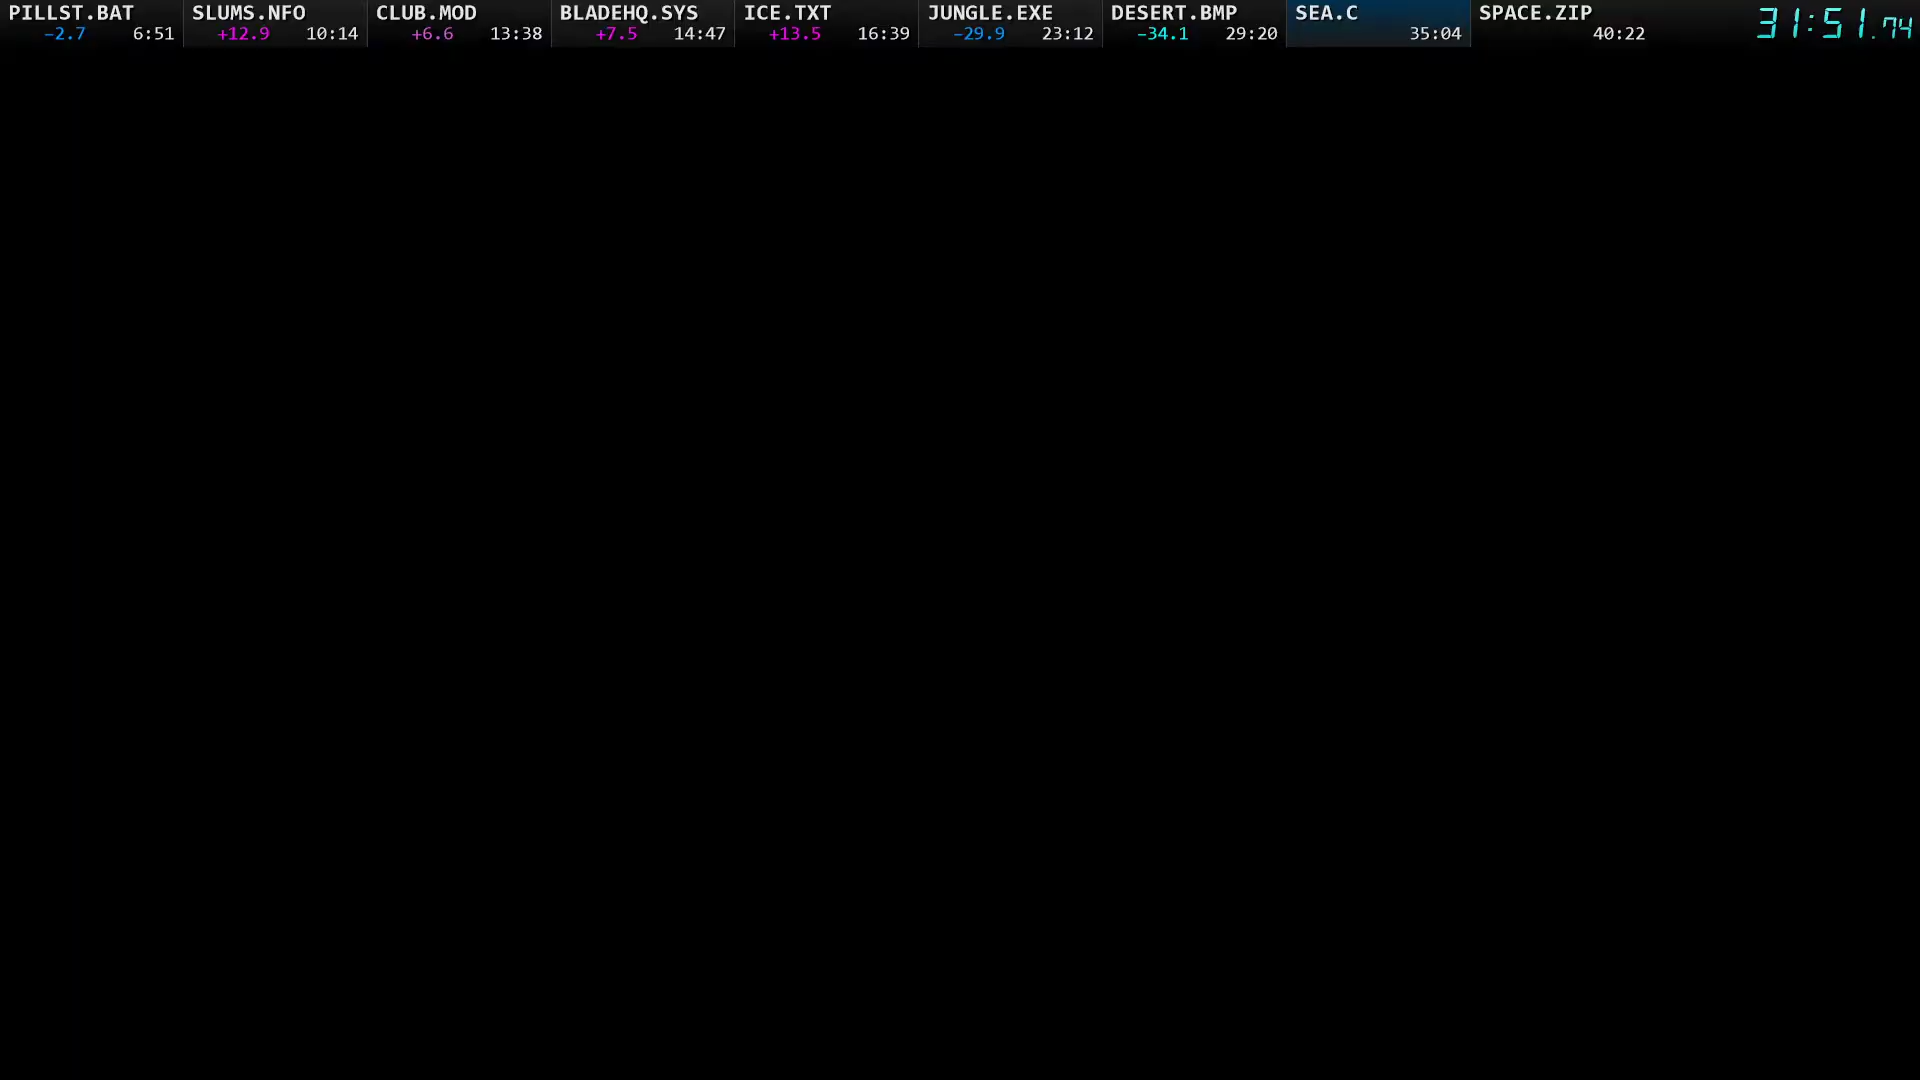 PILLST.BAT SLUMS.NFO CLUB.MOD BLADEHQ.SYS ICE.TXT JUNGLE.EXE DESERT.BMP SEA.C SPACE.ZIP 31:51.74
-2.7 6:51 +12.9 10:14 +6.6 13:38 +7.5 14:47 +13.5 16:39 -29.9 23:12 -34.1 29:20 35:04 40:22